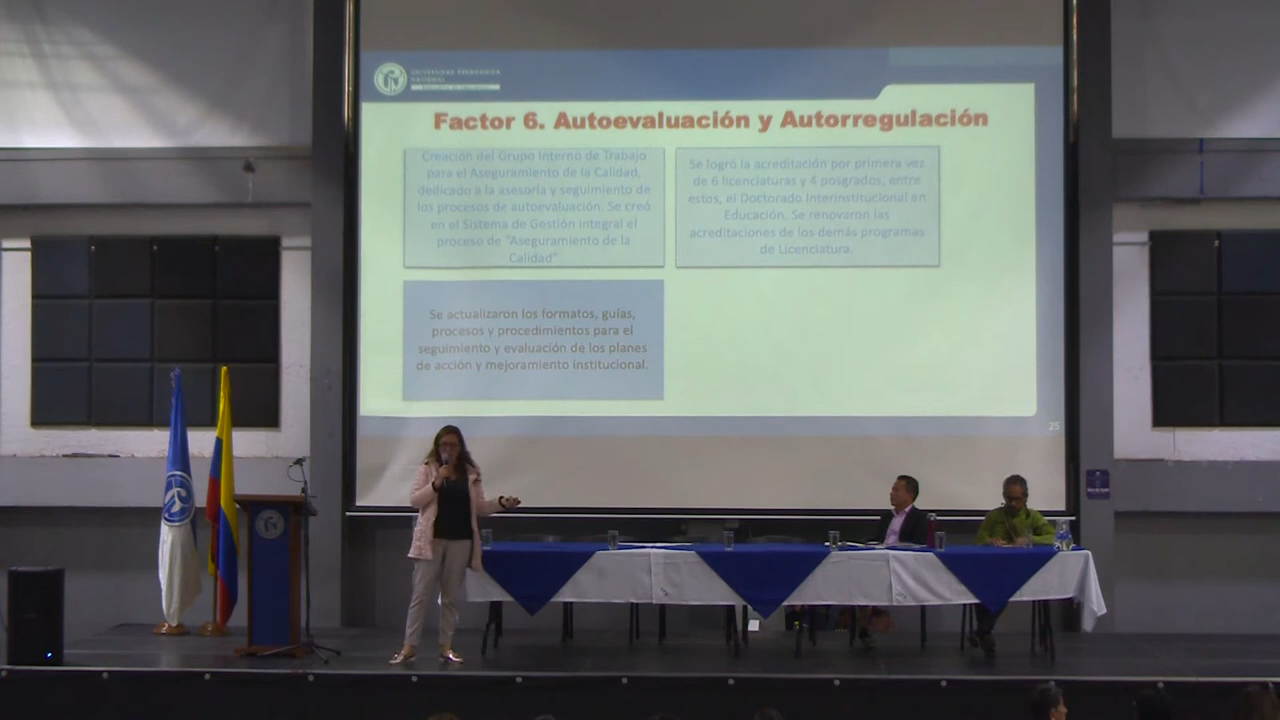 UNIVERSIDAD PEDAGÓGICA
NACIONAL
Factor 6. Autoevaluación y Autorregulación
Creación del Grupo Interno de Trabajo
para el Aseguramiento de la Calidad,
dedicado a la asesoría y seguimiento de
los procesos de autoevaluación. Se creó
en el Sistema de Gestión integral el
proceso de "Aseguramiento de la
Calidad"
Se logró la acreditación por primera vez
de 6 licenciaturas y 4 posgrados, entre
estos, el Doctorado Interinstitucional en
Educación. Se renovaron las
acreditaciones de los demás programas
de Licenciatura.
Se actualizaron los formatos, guías,
procesos y procedimientos para el
seguimiento y evaluación de los planes
de acción y mejoramiento institucional.
25